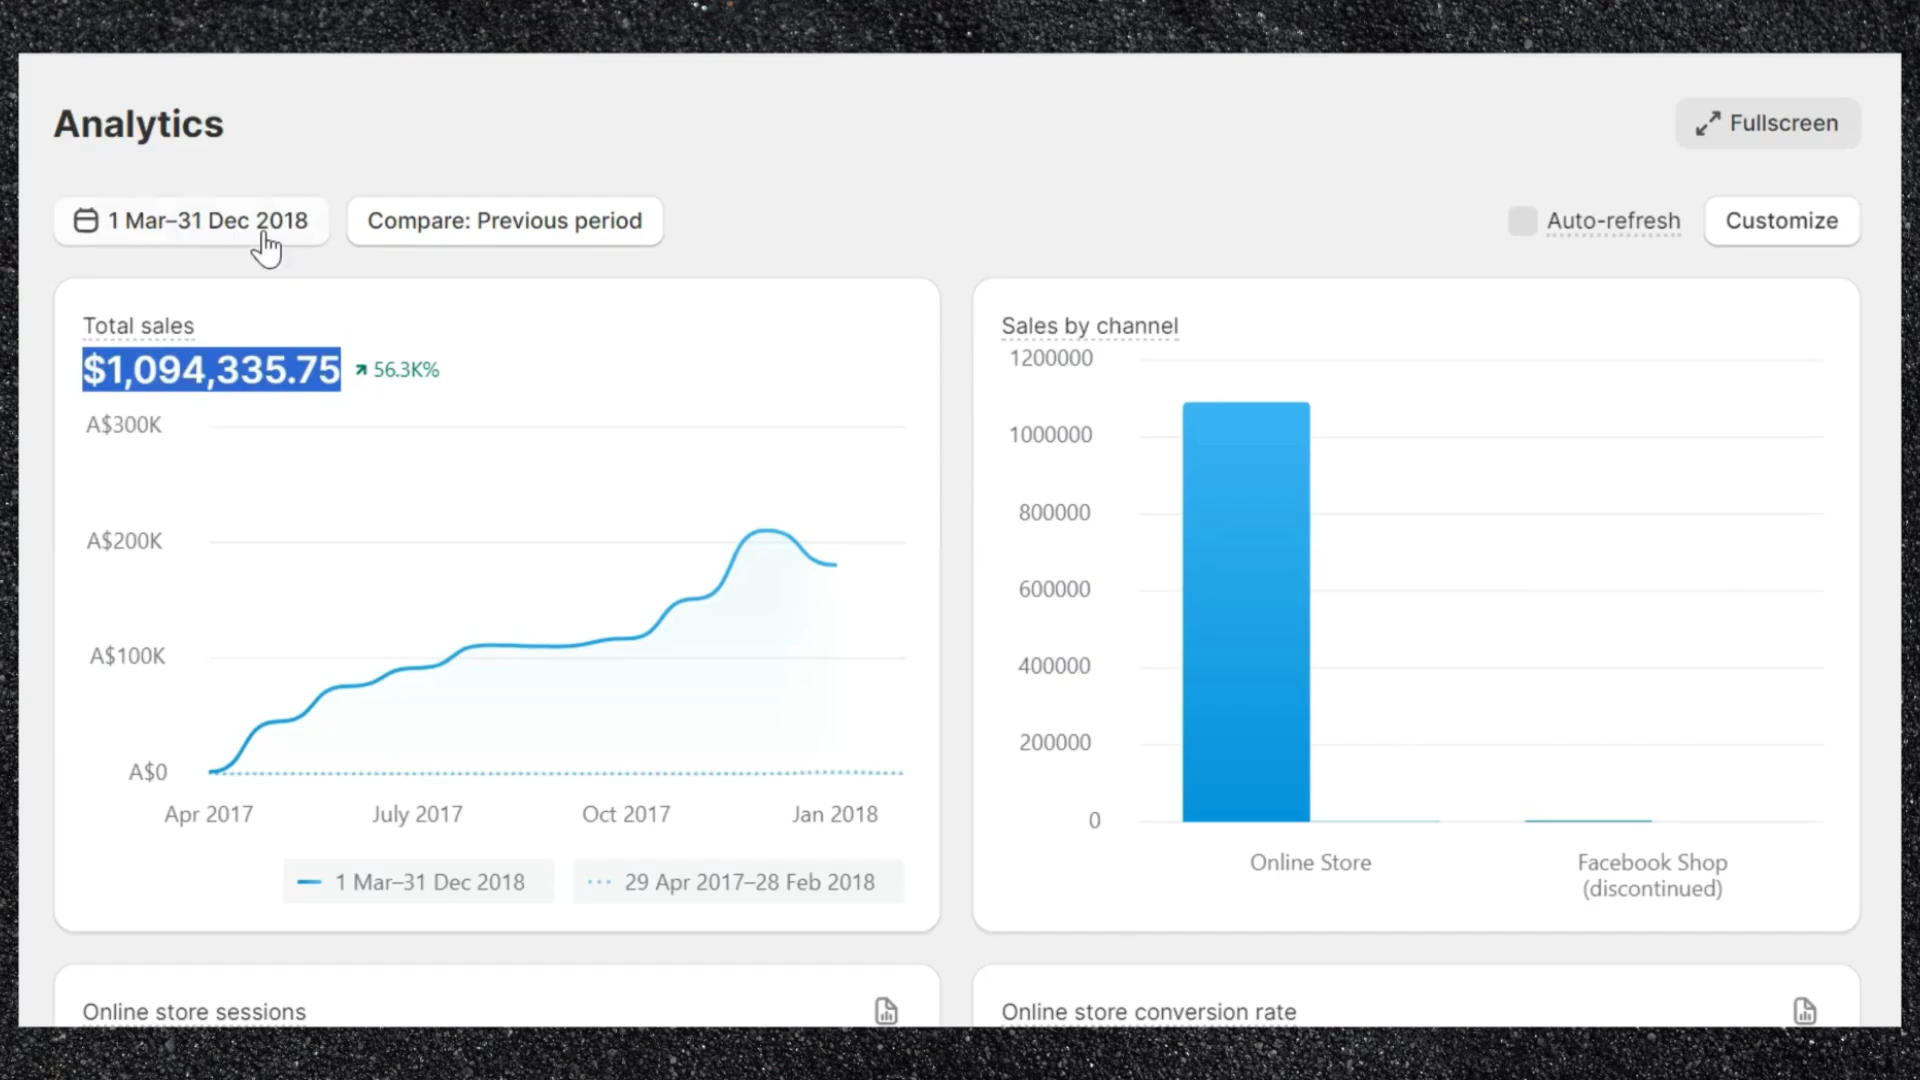 Analytics
Fullscreen
1 Mar–31 Dec 2018
Compare: Previous period
Auto-refresh
Customize
Total sales
$1,094,335.75
56.3K%
A$300K
A$200K
A$100K
A$0
Apr 2017
July 2017
Oct 2017
Jan 2018
1 Mar–31 Dec 2018
29 Apr 2017–28 Feb 2018
Sales by channel
1200000
1000000
800000
600000
400000
200000
0
Online Store
Facebook Shop
(discontinued)
Online store sessions
Online store conversion rate